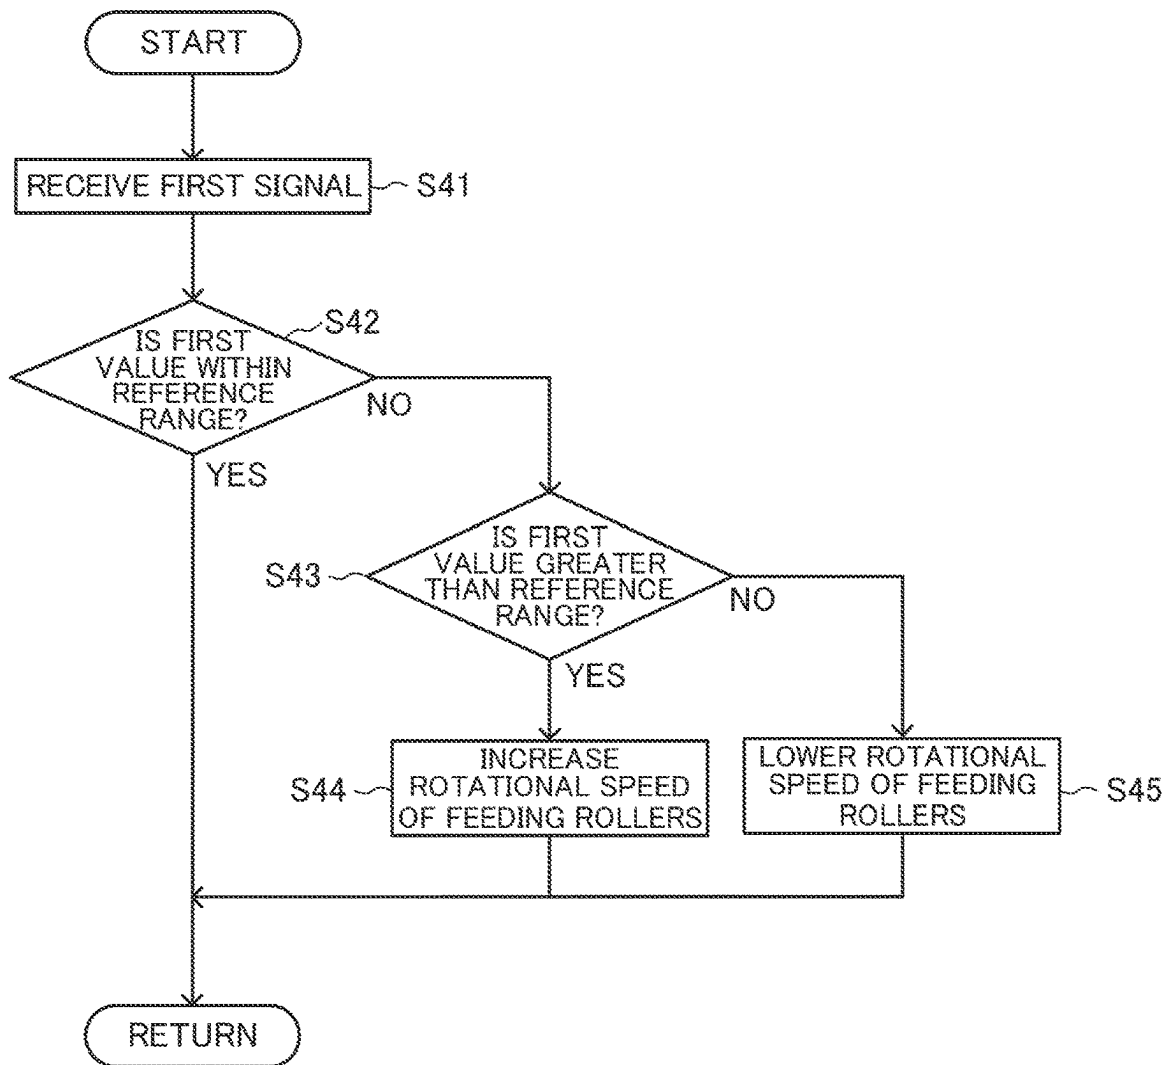 START
RECEIVE FIRST SIGNAL
S41
S42
IS FIRST
VALUE WITHIN
REFERENCE
RANGE?
NO
YES
S43
IS FIRST
VALUE GREATER
THAN REFERENCE
RANGE?
NO
YES
S44
INCREASE
ROTATIONAL SPEED
OF FEEDING ROLLERS
LOWER ROTATIONAL
SPEED OF FEEDING
ROLLERS
S45
RETURN